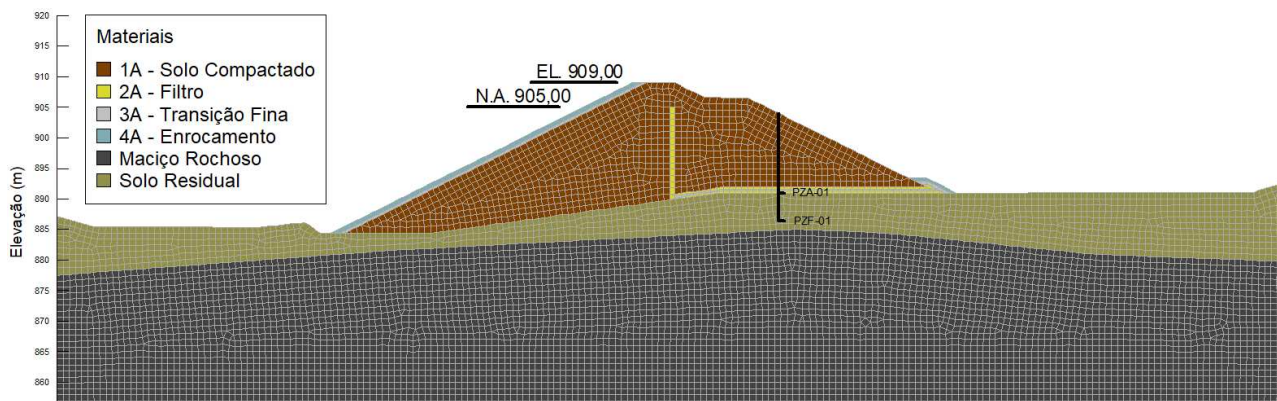 920
915
910
905
900
895
890
885
880
875
870
865
860
Elevação (m)
Materiais
1A - Solo Compactado
2A - Filtro
3A - Transição Fina
4A - Enrocamento
Maciço Rochoso
Solo Residual
EL. 909,00
N.A. 905,00
PZA-01
PZF-01